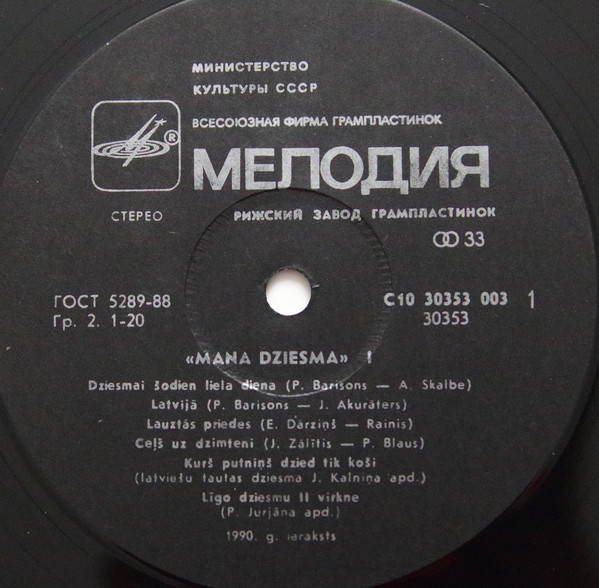 МИНИСТЕРСТВО
КУЛЬТУРЫ СССР
ВСЕСОЮЗНАЯ ФИРМА ГРАМПЛАСТИНОК
®
МЕЛОДИЯ
СТЕРЕО
РИЖСКИЙ ЗАВОД ГРАМПЛАСТИНОК
33
ГОСТ 5289-88
Гр. 2. 1-20
С10 30353 003 1
30353
«MANA DZIESMA» I
Dziesmai šodien liela diena (P. Barisons — A. Skalbe)
Latvijā (P. Barisons — J. Akurāters)
Lauztās priedes (E. Dārziņš — Rainis)
Ceļš uz dzimteni (J. Zālītis — P. Blaus)
Kurš putniņš dzied tik koši
(latviešu tautas dziesma J. Kalniņa apd.)
Līgo dziesmu II virkne
(P. Jurjāna apd.)
1990. g. ieraksts